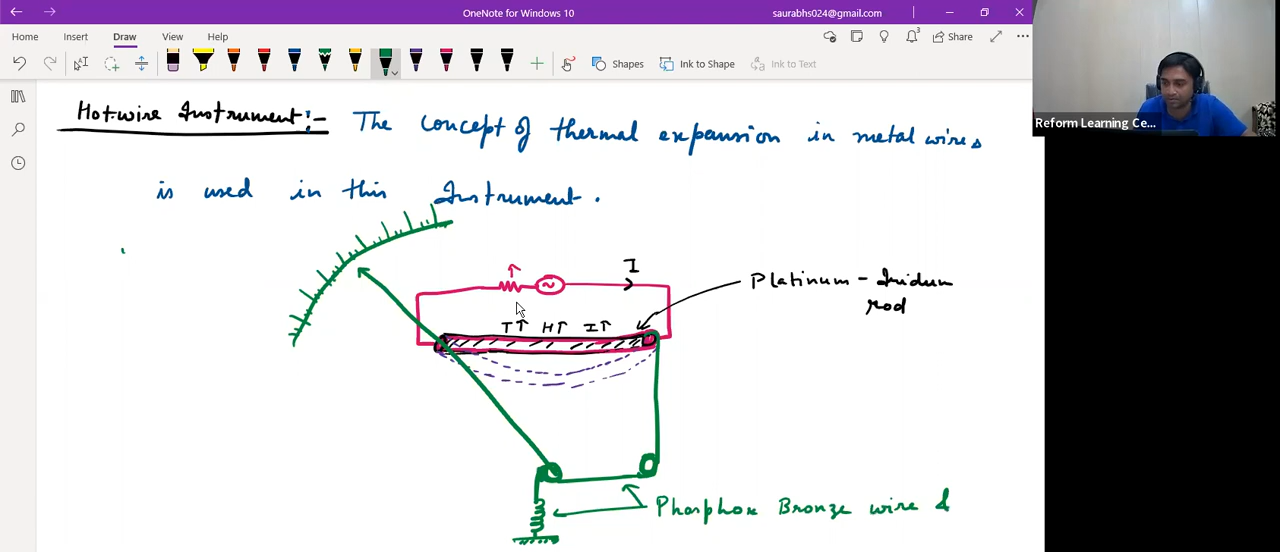 OneNote for Windows 10
saurabhs024@gmail.com
Home Insert Draw View Help
Share
Shapes Ink to Shape Ink to Text
Reform Learning Ce...
Hot-wire Instrument:- The concept of thermal expansion in metal wires
is used in this Instrument.
I
Platinum - Iridium
rod
T↑ H↑ I↑
Phosphor Bronze wire &